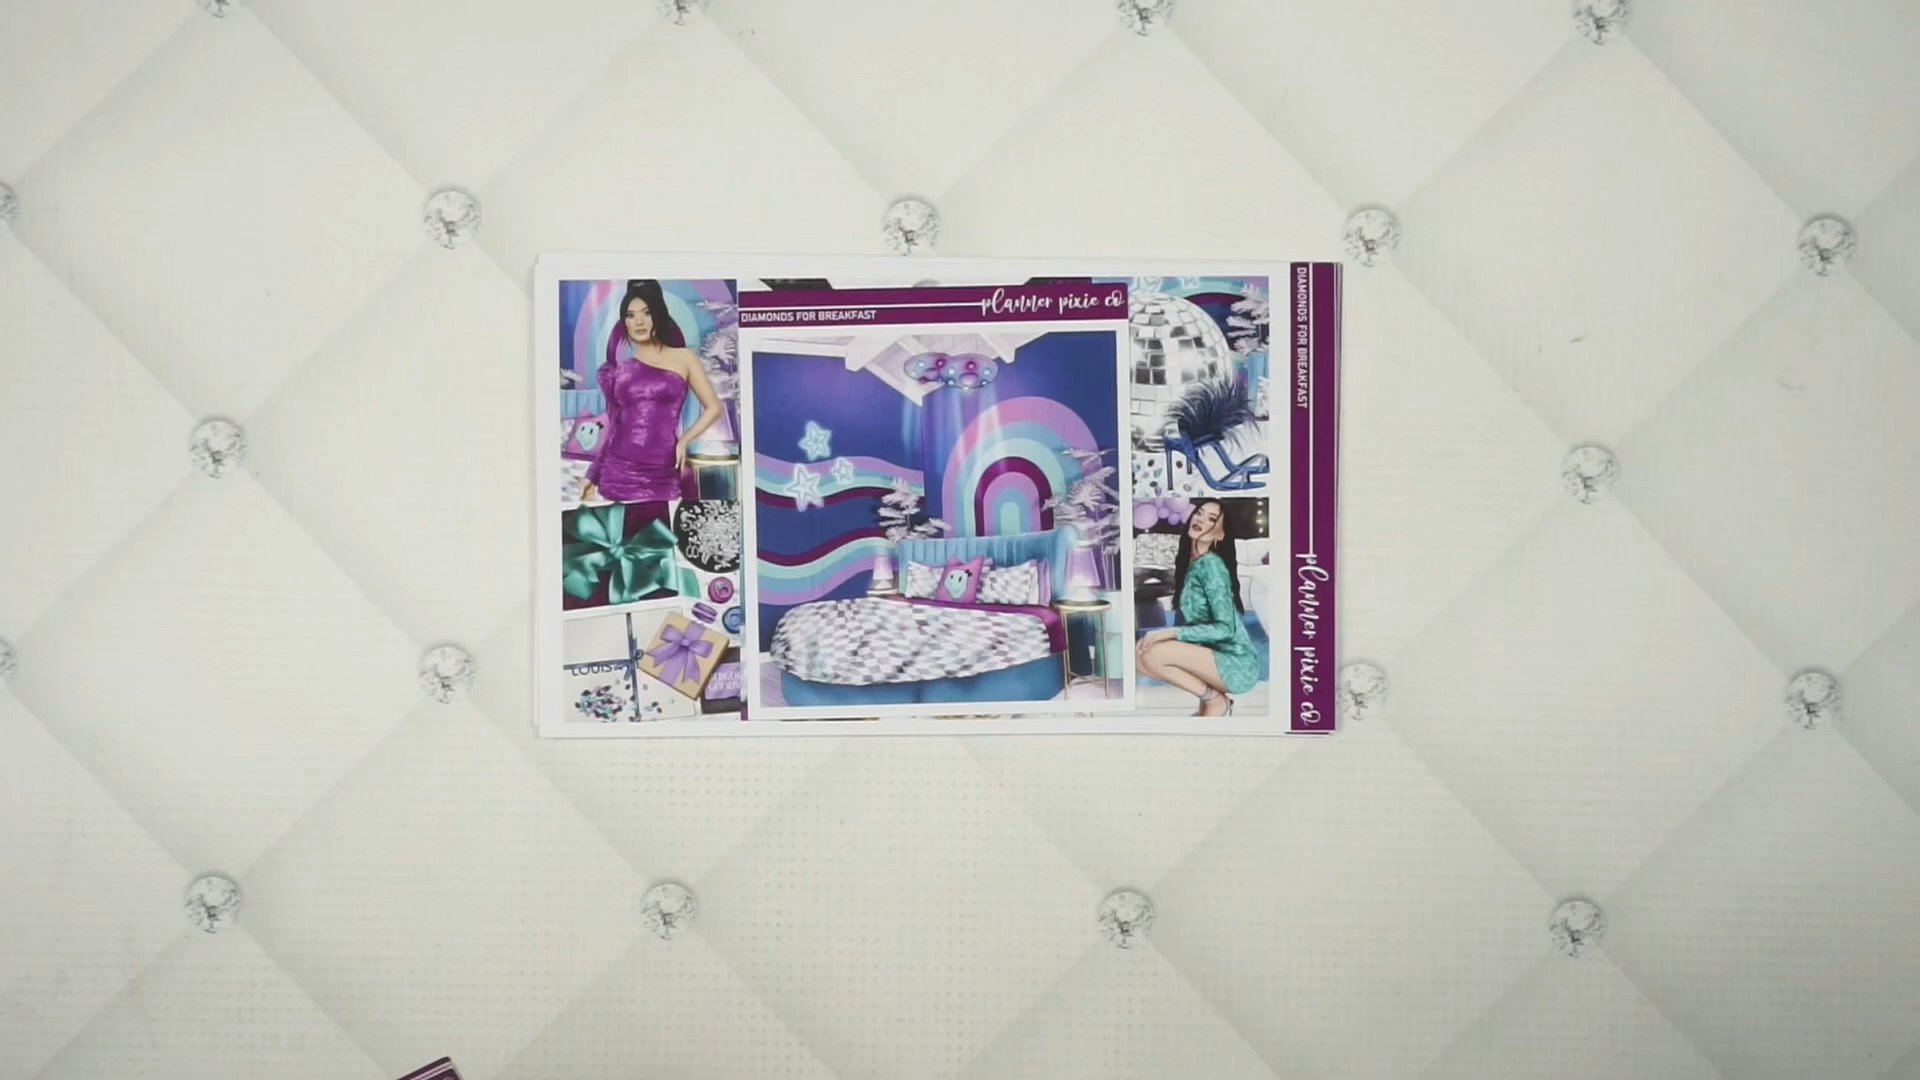 planner pixie co
DIAMONDS FOR BREAKFAST
DIAMONDS FOR BREAKFAST
planner pixie co
LOUIS